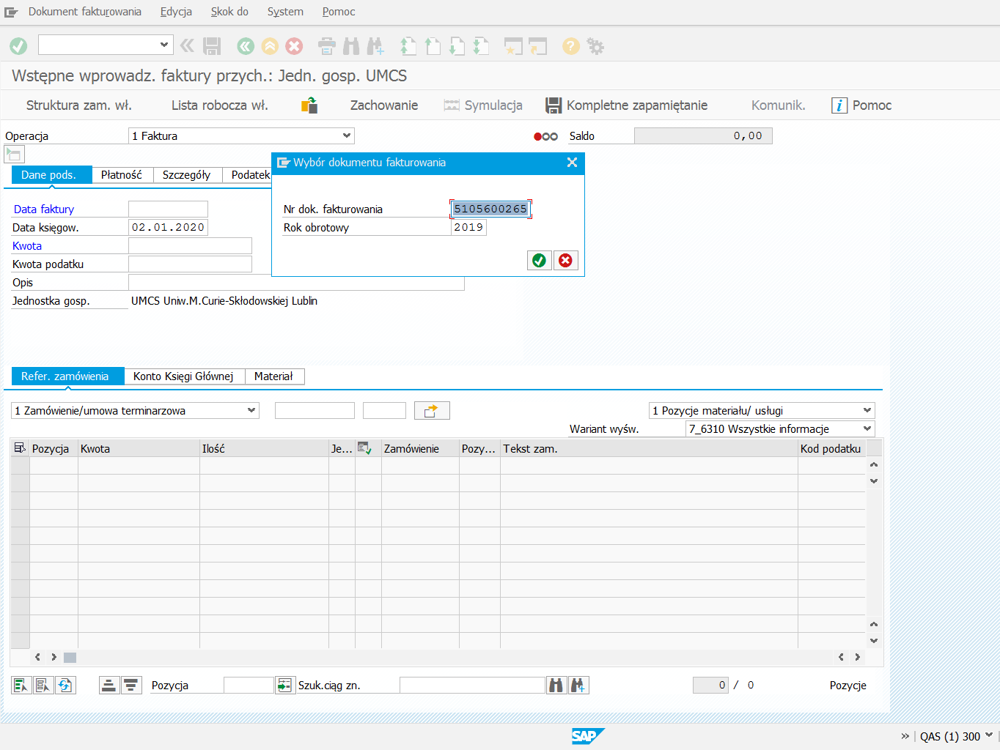 Dokument fakturowania Edycja Skok do System Pomoc
Wstępne wprowadz. faktury przych.: Jedn. gosp. UMCS
Struktura zam. wł. Lista robocza wł. Zachowanie Symulacja Kompletne zapamiętanie Komunik. Pomoc
Operacja 1 Faktura Saldo 0,00
Wybór dokumentu fakturowania
Dane pods. Płatność Szczegóły Podatek
Nr dok. fakturowania 5105600265
Rok obrotowy 2019
Data faktury
Data księgow. 02.01.2020
Kwota
Kwota podatku
Opis
Jednostka gosp. UMCS Uniw.M.Curie-Skłodowskiej Lublin
Refer. zamówienia Konto Księgi Głównej Materiał
1 Zamówienie/umowa terminarzowa 1 Pozycje materiału/ usługi
Wariant wyśw. 7_6310 Wszystkie informacje
Pozycja Kwota Ilość Je... Zamówienie Pozy... Tekst zam. Kod podatku
Pozycja Szuk.ciąg zn. 0 / 0 Pozycje
SAP » QAS (1) 300